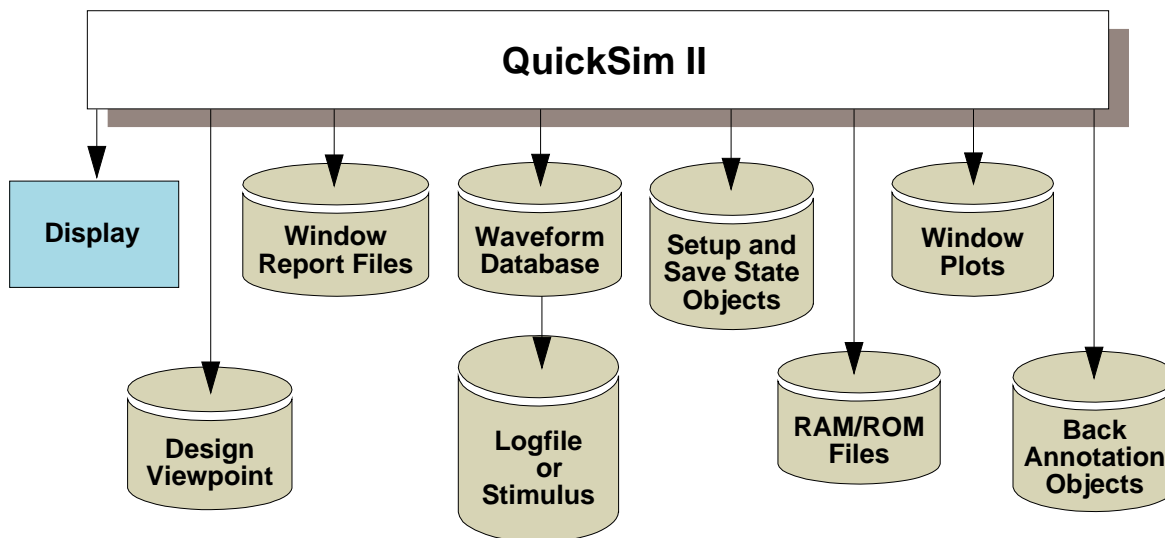 QuickSim II
Display
Window
Report Files
Waveform
Database
Setup and
Save State
Objects
Window
Plots
Design
Viewpoint
Logfile
or
Stimulus
RAM/ROM
Files
Back
Annotation
Objects